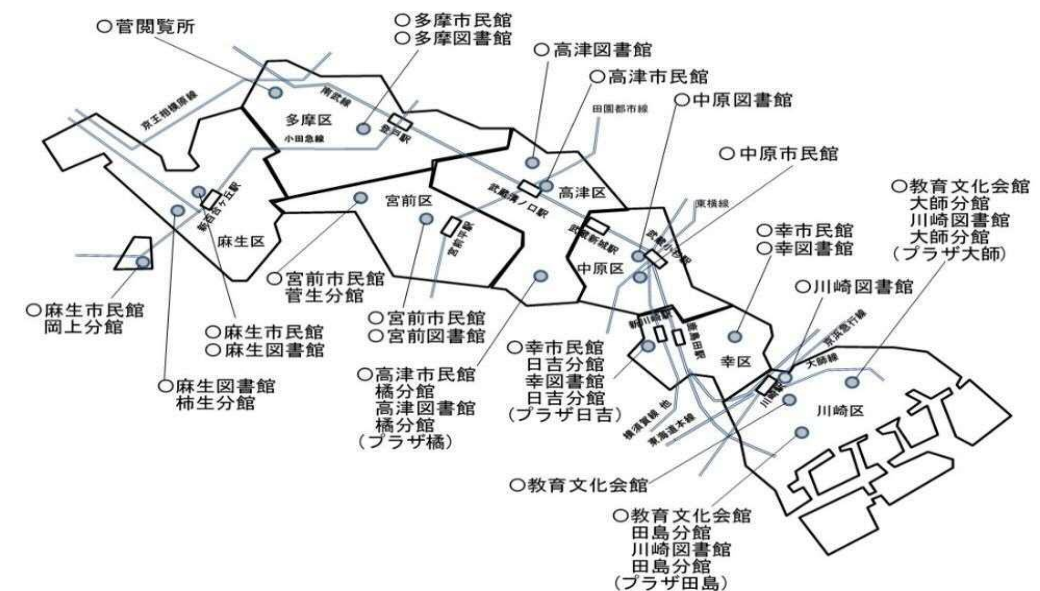 ○菅閲覧所
○多摩市民館
○多摩図書館
○高津図書館
○高津市民館
○中原図書館
○中原市民館
○教育文化会館
大師分館
川崎図書館
大師分館
(プラザ大師)
○幸市民館
○幸図書館
○川崎図書館
京王相模原線
南武線
多摩区
小田急線
登戸駅
田園都市線
武蔵溝ノ口駅
高津区
東横線
新百合ヶ丘駅
麻生区
宮前区
宮前平駅
武蔵新城駅
武蔵小杉駅
中原区
新川崎駅
鹿島田駅
幸区
京浜急行線
大師線
川崎駅
川崎区
横須賀線 他
東海道本線
○麻生市民館
岡上分館
○麻生市民館
○麻生図書館
○麻生図書館
柿生分館
○宮前市民館
菅生分館
○宮前市民館
○宮前図書館
○高津市民館
橘分館
高津図書館
橘分館
(プラザ橘)
○幸市民館
日吉分館
幸図書館
日吉分館
(プラザ日吉)
○教育文化会館
○教育文化会館
田島分館
川崎図書館
田島分館
(プラザ田島)